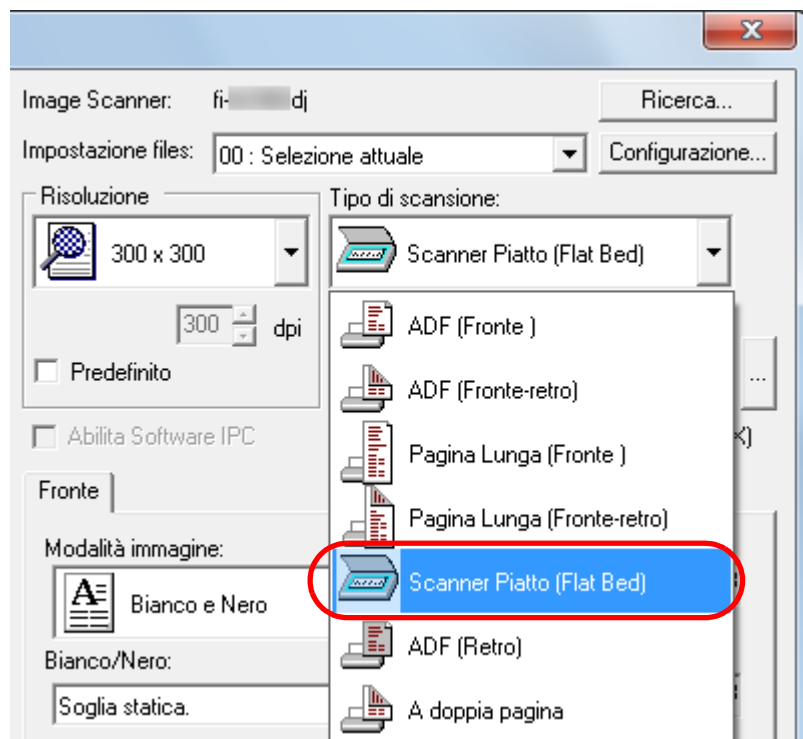 Image Scanner: fi- dj Ricerca...
Impostazione files: 00 : Selezione attuale Configurazione...
Risoluzione Tipo di scansione:
300 x 300 Scanner Piatto (Flat Bed)
300 dpi
ADF (Fronte )
Predefinito
...
ADF (Fronte-retro)
Abilita Software IPC
Pagina Lunga (Fronte )
Fronte
Pagina Lunga (Fronte-retro)
Modalità immagine:
Scanner Piatto (Flat Bed)
Bianco e Nero
ADF (Retro)
Bianco/Nero:
Soglia statica.
A doppia pagina